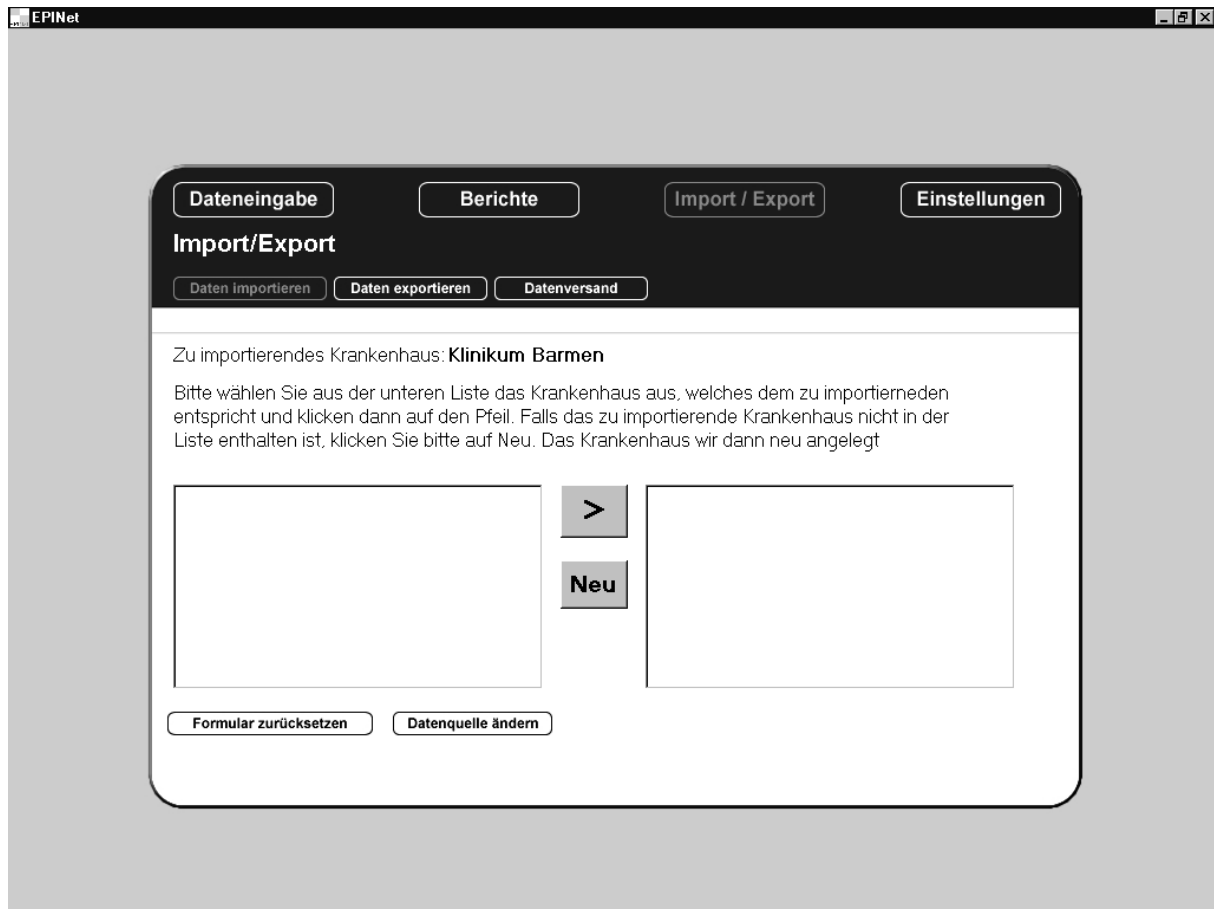 EPINet
Dateneingabe Berichte Import / Export Einstellungen
Import/Export
Daten importieren Daten exportieren Datenversand
Zu importierendes Krankenhaus: Klinikum Barmen
Bitte wählen Sie aus der unteren Liste das Krankenhaus aus, welches dem zu importierneden
entspricht und klicken dann auf den Pfeil. Falls das zu importierende Krankenhaus nicht in der
Liste enthalten ist, klicken Sie bitte auf Neu. Das Krankenhaus wir dann neu angelegt
>
Neu
Formular zurücksetzen Datenquelle ändern